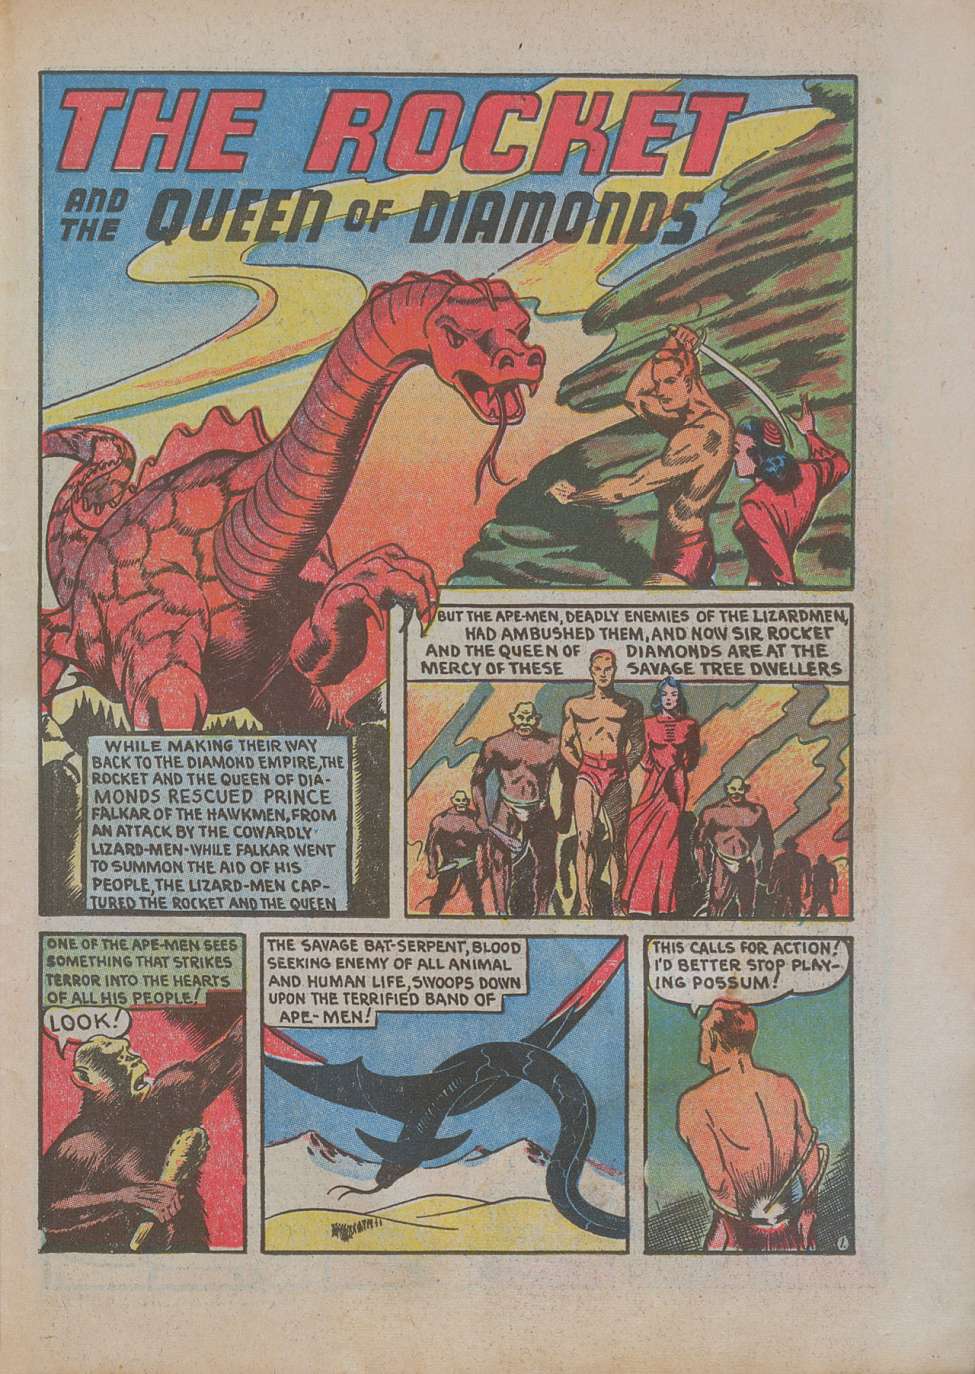 THE ROCKET
AND THE QUEEN OF DIAMONDS
WHILE MAKING THEIR WAY
BACK TO THE DIAMOND EMPIRE, THE
ROCKET AND THE QUEEN OF DIA-
MONDS RESCUED PRINCE
FALKAR OF THE HAWKMEN, FROM
AN ATTACK BY THE COWARDLY
LIZARD-MEN-WHILE FALKAR WENT
TO SUMMON THE AID OF HIS
PEOPLE, THE LIZARD-MEN CAP-
TURED THE ROCKET AND THE QUEEN
BUT THE APE-MEN, DEADLY ENEMIES OF THE LIZARDMEN,
HAD AMBUSHED THEM, AND NOW SIR ROCKET
AND THE QUEEN OF DIAMONDS ARE AT THE
MERCY OF THESE SAVAGE TREE DWELLERS
ONE OF THE APE-MEN SEES
SOMETHING THAT STRIKES
TERROR INTO THE HEARTS
OF ALL HIS PEOPLE!
LOOK!
THE SAVAGE BAT-SERPENT, BLOOD
SEEKING ENEMY OF ALL ANIMAL
AND HUMAN LIFE, SWOOPS DOWN
UPON THE TERRIFIED BAND OF
APE-MEN!
THIS CALLS FOR ACTION!
I'D BETTER STOP PLAY-
ING POSSUM!
1